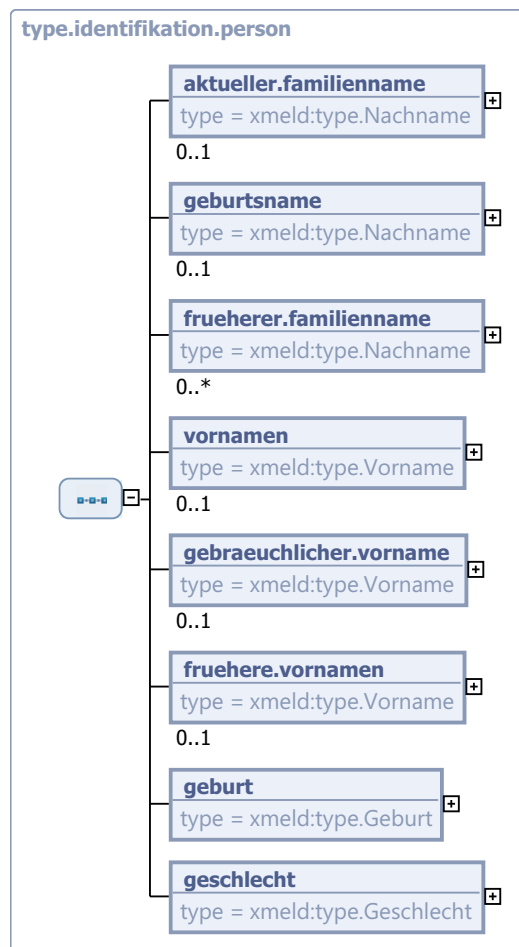 type.identifikation.person
aktueller.familienname
type = xmeld:type.Nachname
0..1
geburtsname
type = xmeld:type.Nachname
0..1
frueherer.familienname
type = xmeld:type.Nachname
0..*
vornamen
type = xmeld:type.Vorname
0..1
gebraeuchlicher.vorname
type = xmeld:type.Vorname
0..1
fruehere.vornamen
type = xmeld:type.Vorname
0..1
geburt
type = xmeld:type.Geburt
geschlecht
type = xmeld:type.Geschlecht